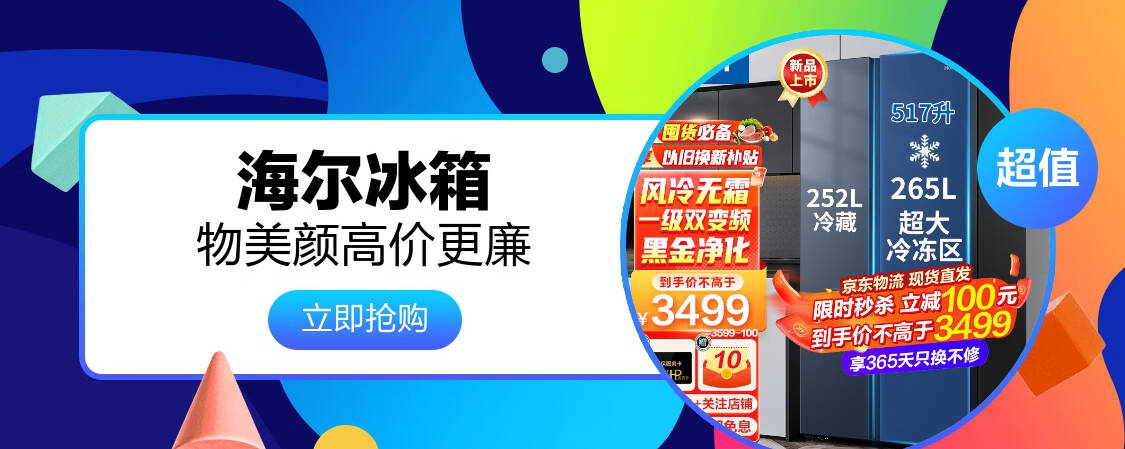 海尔冰箱
物美颜高价更廉
立即抢购
新品
上市
囤货必备
以旧换新补贴
风冷无霜
一级双变频
黑金净化
到手价不高于
¥3499
3599-100
10
+关注店铺
免息
252L
冷藏
517升
265L
超大
冷冻区
京东物流 现货直发
限时秒杀 立减100元
到手价不高于3499
享365天只换不修
超值